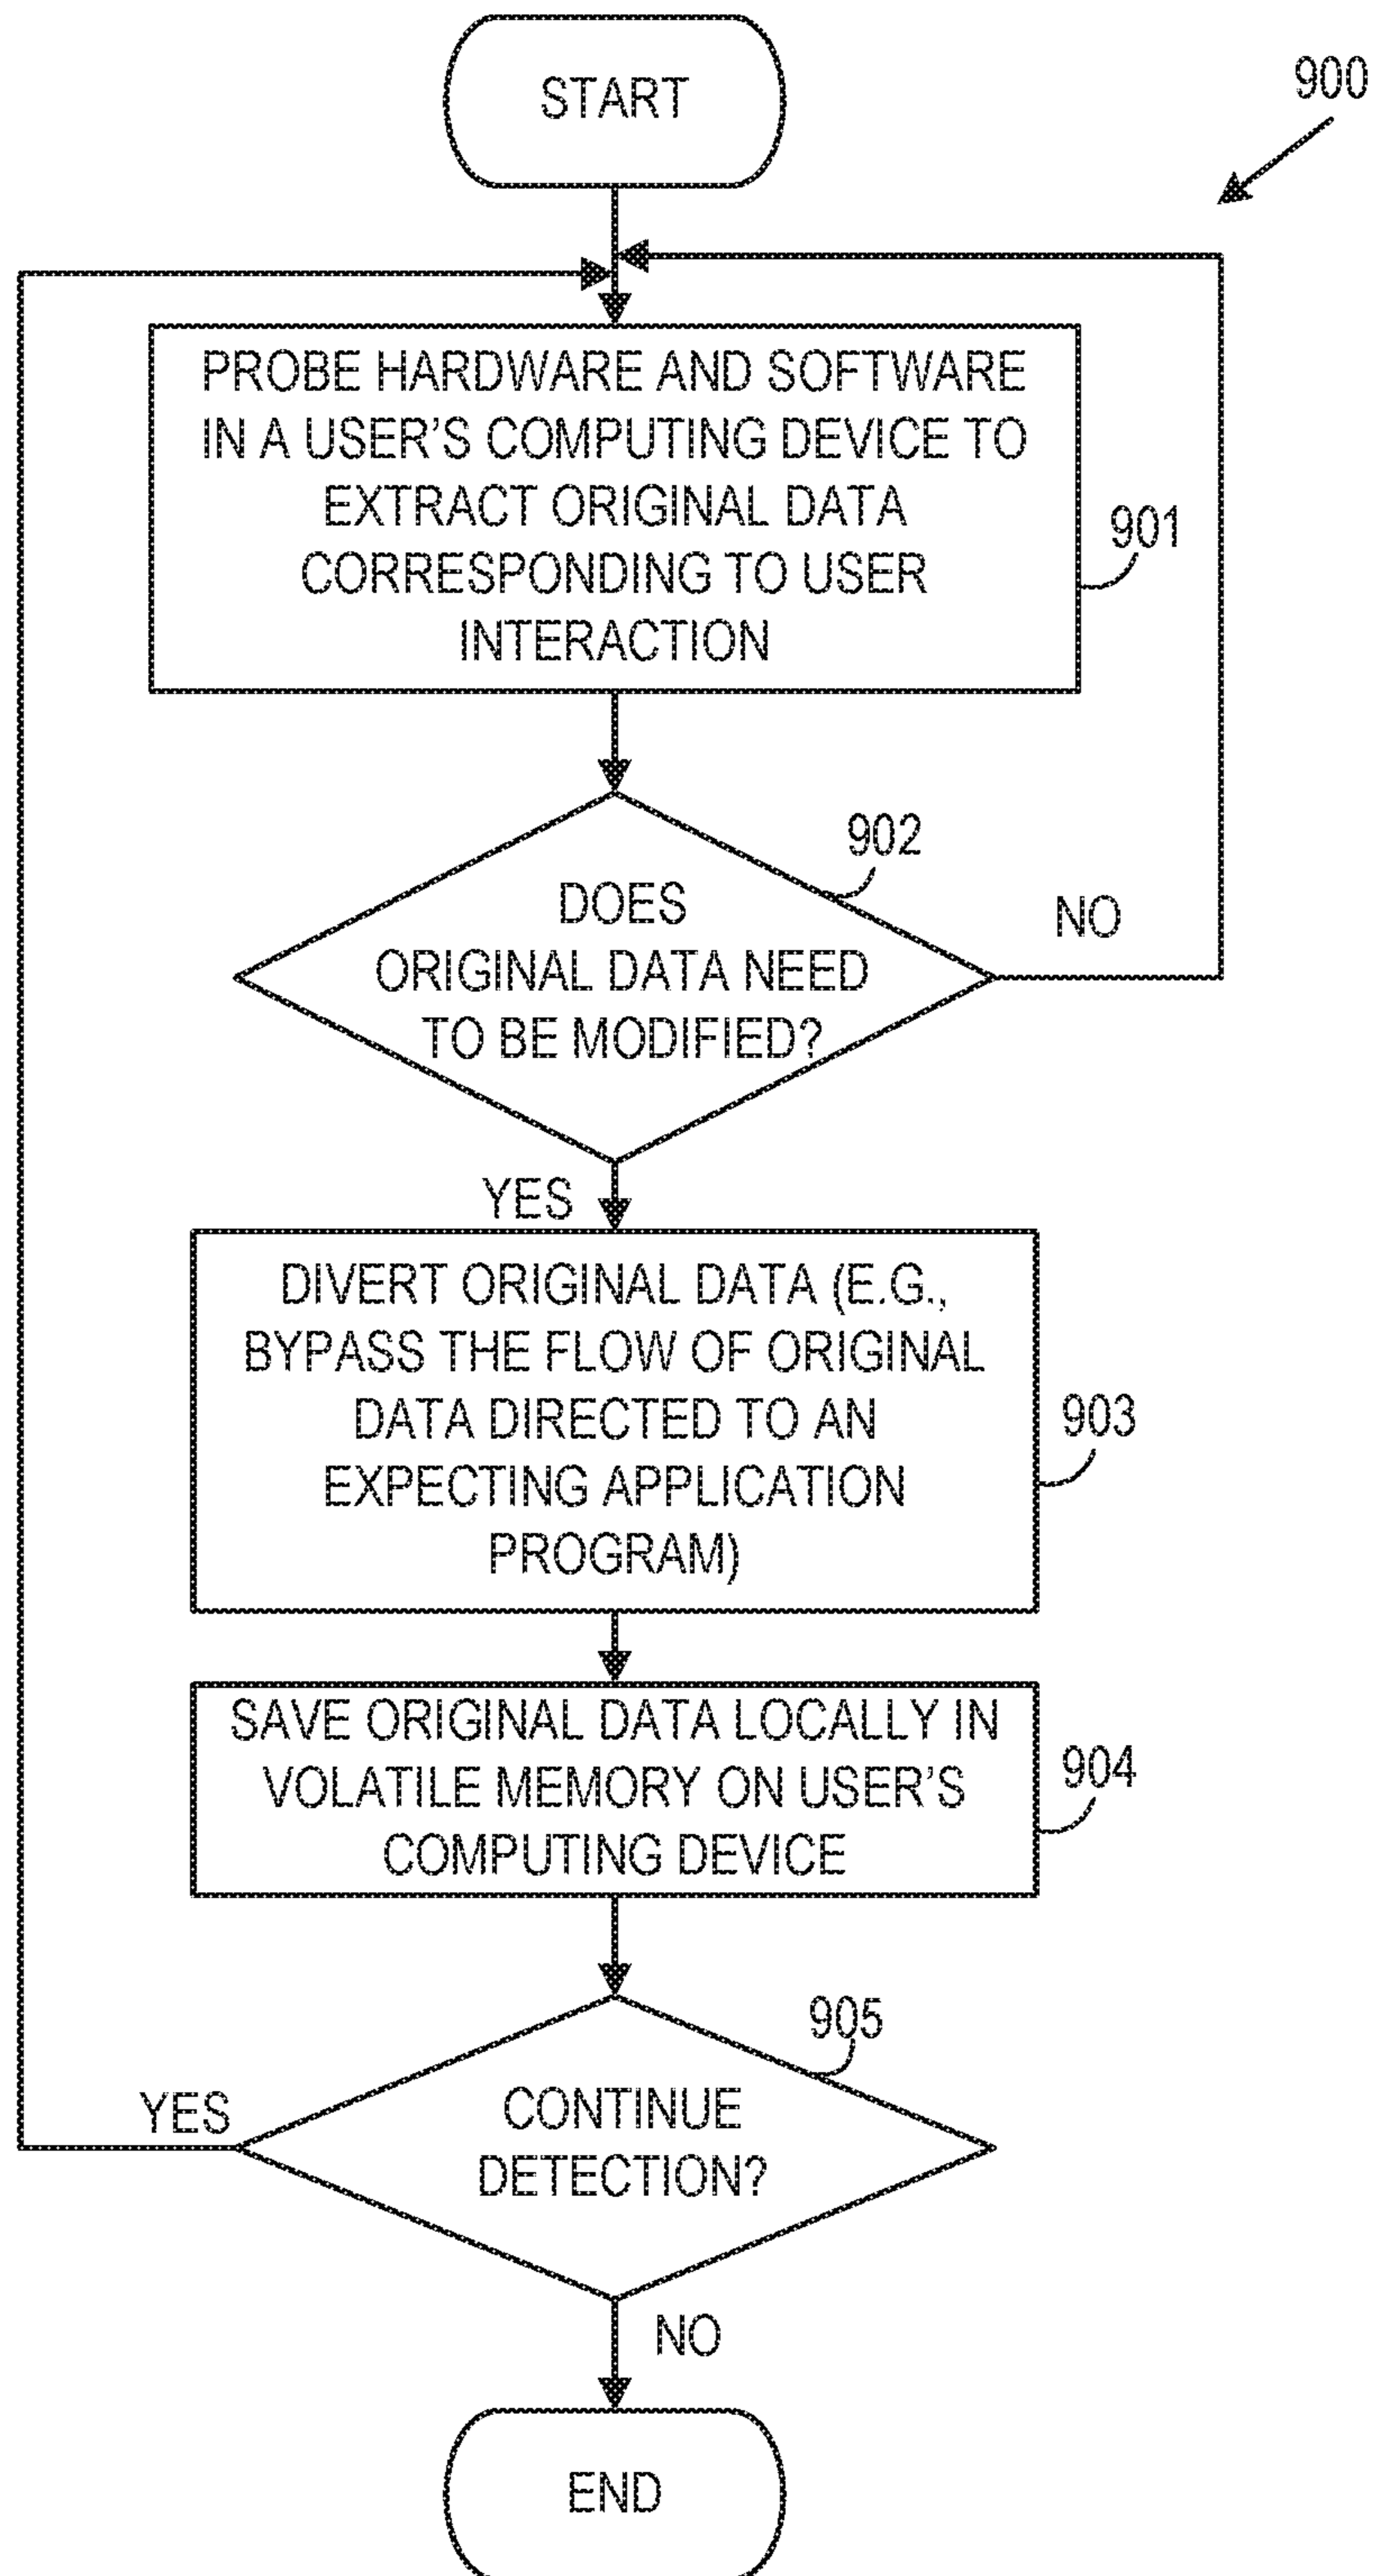 START
900
PROBE HARDWARE AND SOFTWARE
IN A USER'S COMPUTING DEVICE TO
EXTRACT ORIGINAL DATA
CORRESPONDING TO USER
INTERACTION
901
902
DOES
ORIGINAL DATA NEED
TO BE MODIFIED?
NO
YES
DIVERT ORIGINAL DATA (E.G.,
BYPASS THE FLOW OF ORIGINAL
DATA DIRECTED TO AN
EXPECTING APPLICATION
PROGRAM)
903
SAVE ORIGINAL DATA LOCALLY IN
VOLATILE MEMORY ON USER'S
COMPUTING DEVICE
904
905
YES
CONTINUE
DETECTION?
NO
END